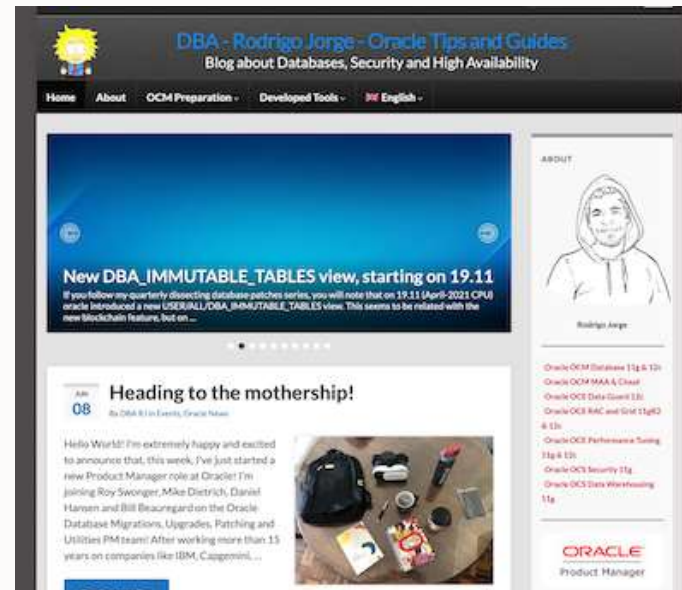 DBA - Rodrigo Jorge - Oracle Tips and Guides
Blog about Databases, Security and High Availability
Home About OCM Preparation Developed Tools English
New DBA_IMMUTABLE_TABLES view, starting on 19.11
If you follow my quarterly dissecting database patches series, you will note that on 19.11 (April-2021 CPU)
oracle introduced a new USER/ALL/DBA_IMMUTABLE_TABLES view. This seems to be related with the
new blockchain feature, but on ...
08
Heading to the mothership!
By DBA RJ in Events, Oracle News
Hello World! I'm extremely happy and excited
to announce that, this week, I've just started a
new Product Manager role at Oracle! I'm
joining Roy Swonger, Mike Dietrich, Daniel
Hansen and Bill Beauregard on the Oracle
Database Migrations, Upgrades, Patching and
Utilities PM team! After working more than 15
years on companies like IBM, Capgemini, ...
ABOUT
Rodrigo Jorge
Oracle OCM Database 11g & 12c
Oracle OCM MAA & Cloud
Oracle OCE Data Guard 12c
Oracle OCE RAC and Grid 11gR2
& 12c
Oracle OCE Performance Tuning
11g & 12c
Oracle OCS Security 11g
Oracle OCS Data Warehousing
11g
ORACLE
Product Manager